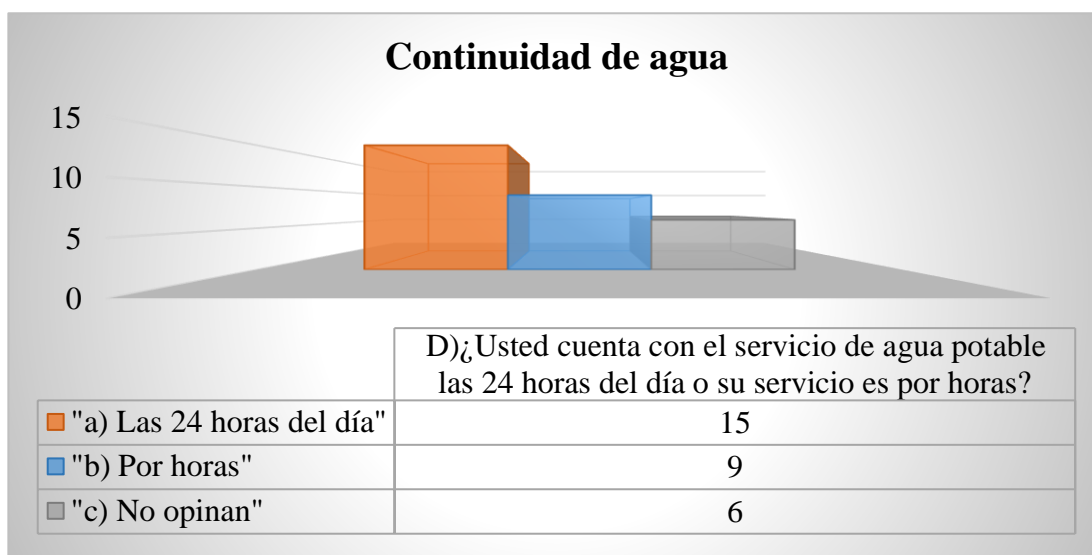 Continuidad de agua
15
10
5
0
D)¿Usted cuenta con el servicio de agua potable
las 24 horas del día o su servicio es por horas?
"a) Las 24 horas del día" 15
"b) Por horas" 9
"c) No opinan" 6